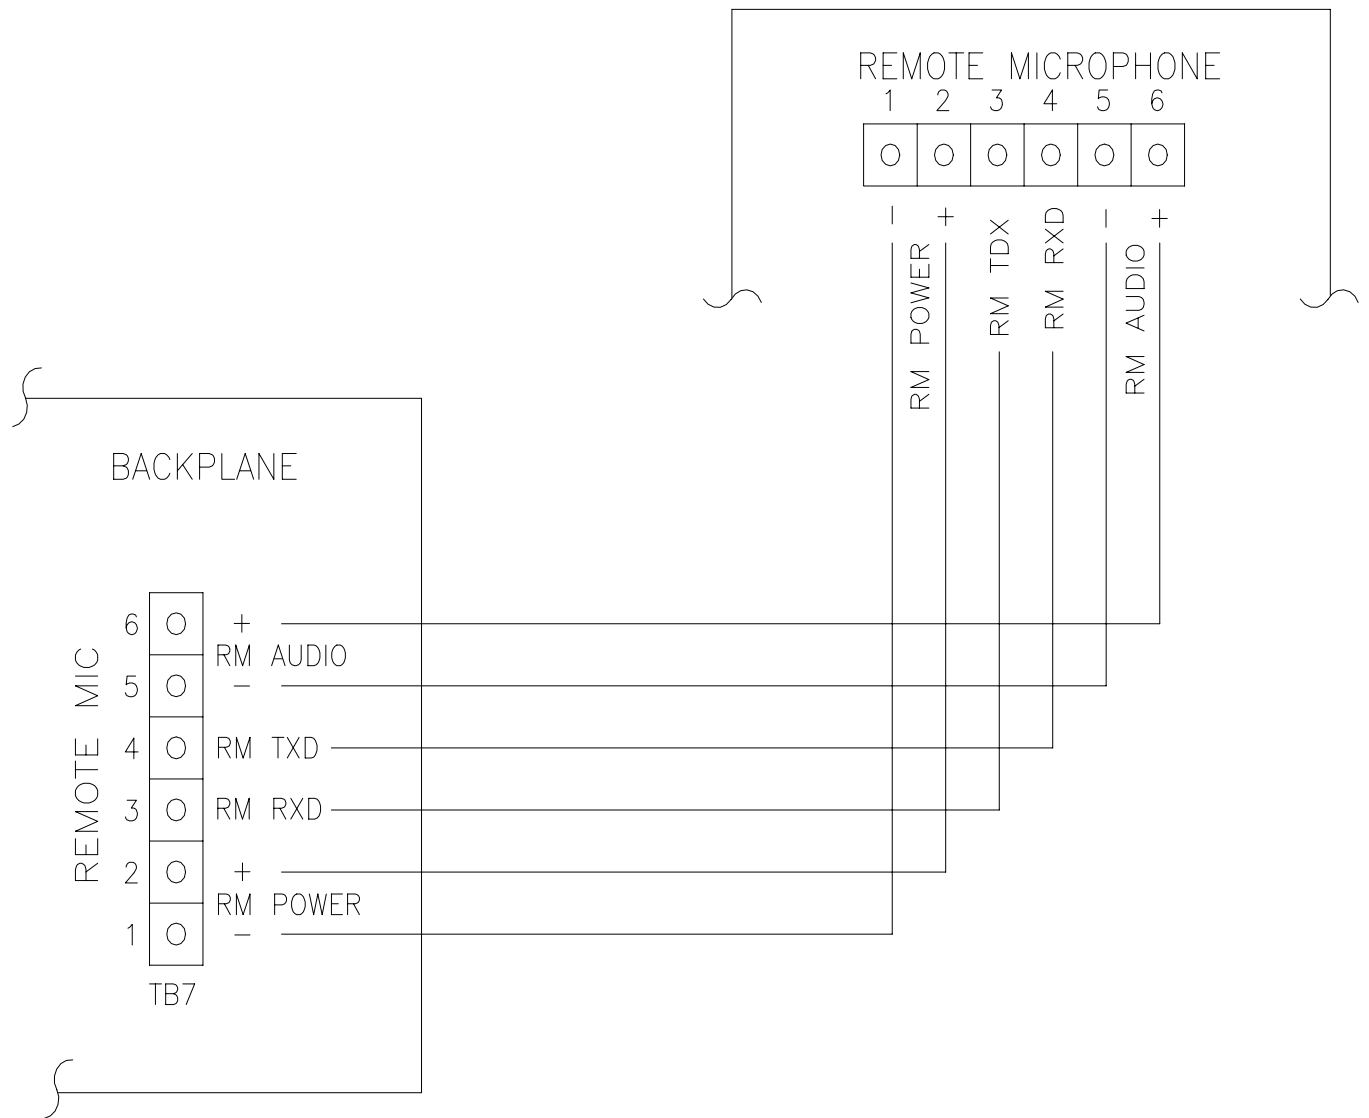 REMOTE MICROPHONE
1 2 3 4 5 6
- + - +
RM POWER
RM TDX
RM RXD
RM AUDIO
BACKPLANE
REMOTE MIC
6 +
RM AUDIO
5 -
4 RM TXD
3 RM RXD
2 +
RM POWER
1 -
TB7